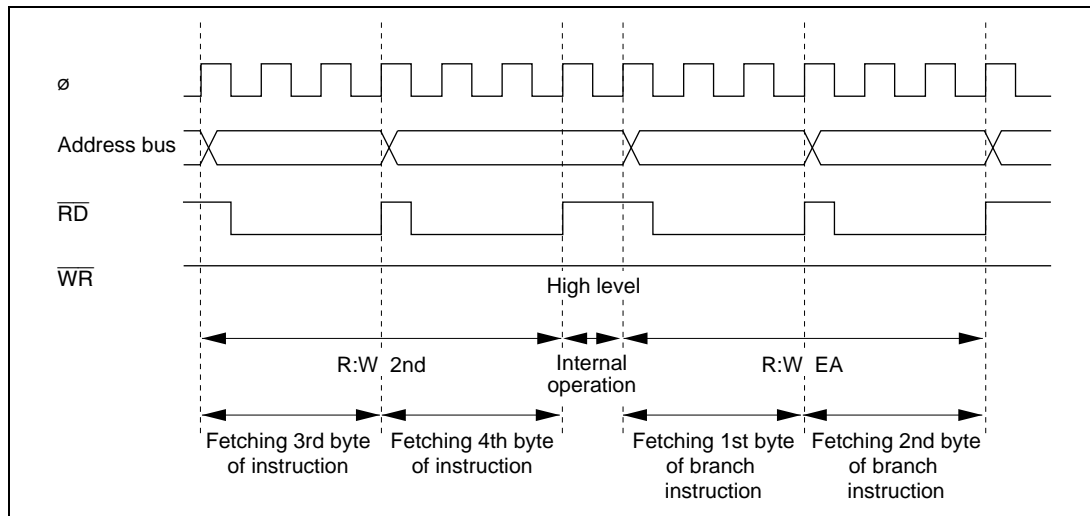 ø
Address bus
RD
WR
High level
R:W 2nd
Internal
operation
R:W EA
Fetching 3rd byte
of instruction
Fetching 4th byte
of instruction
Fetching 1st byte
of branch
instruction
Fetching 2nd byte
of branch
instruction